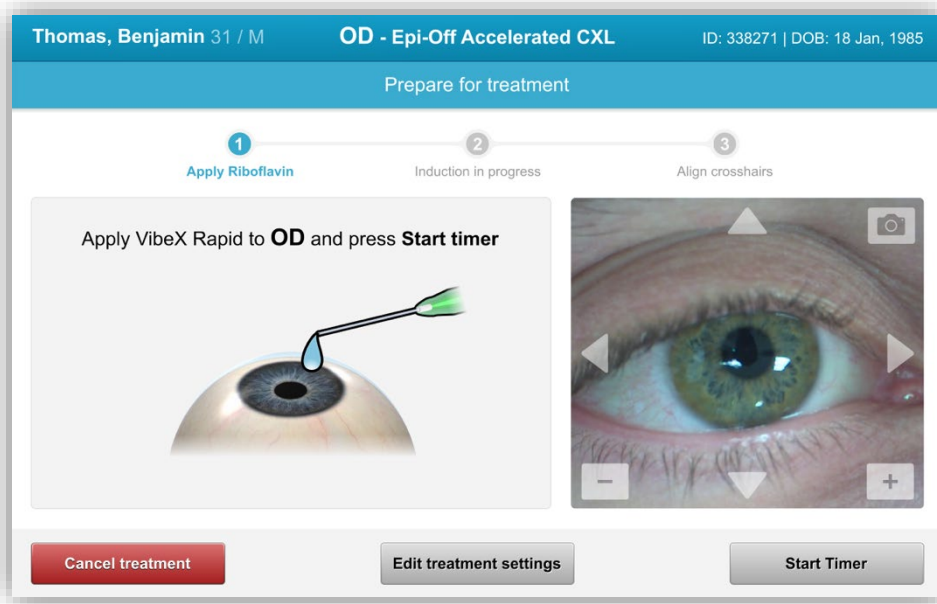 Thomas, Benjamin 31 / M OD - Epi-Off Accelerated CXL ID: 338271 | DOB: 18 Jan, 1985
Prepare for treatment
1 2 3
Apply Riboflavin Induction in progress Align crosshairs
Apply VibeX Rapid to OD and press Start timer
− +
Cancel treatment Edit treatment settings Start Timer